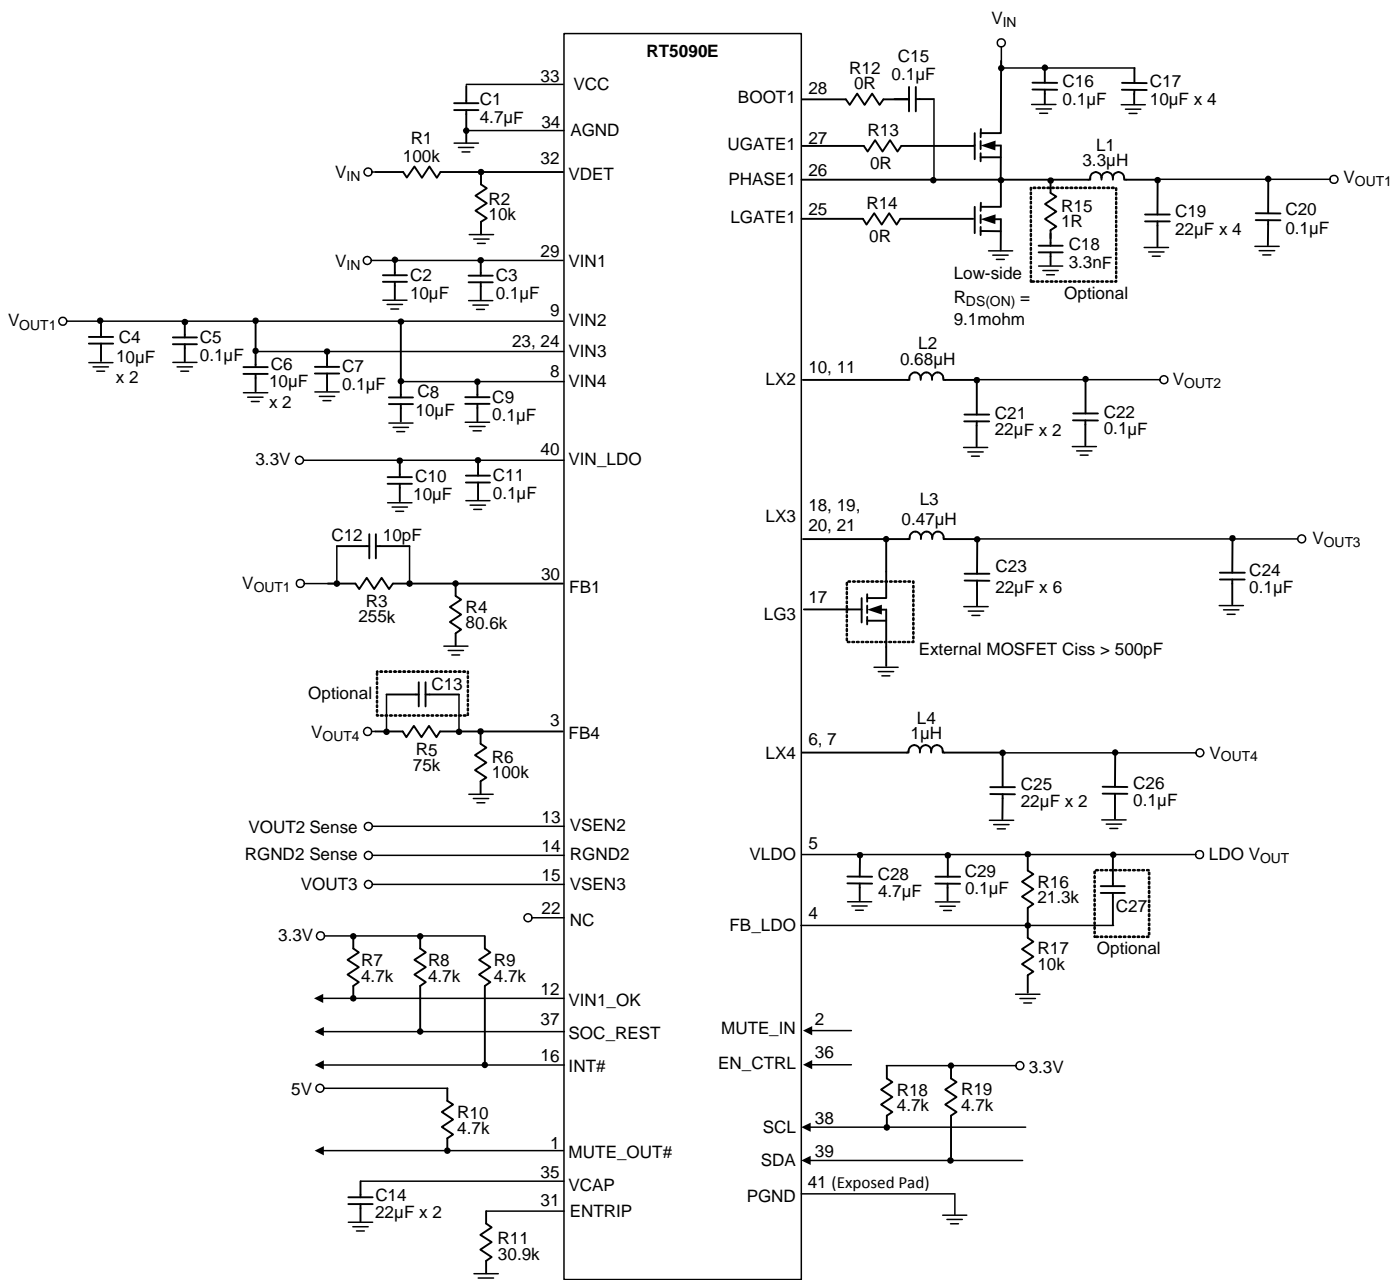 RT5090E
33
VCC
C1
4.7µF
34
AGND
R1
100k
VIN
32
VDET
R2
10k
VIN
29
VIN1
C2
10µF
C3
0.1µF
VOUT1
9
VIN2
C4
10µF
x 2
C5
0.1µF
23, 24
VIN3
C6
10µF
x 2
C7
0.1µF
8
VIN4
C8
10µF
C9
0.1µF
3.3V
40
VIN_LDO
C10
10µF
C11
0.1µF
C12
10pF
VOUT1
R3
255k
30
FB1
R4
80.6k
Optional
C13
VOUT4
R5
75k
3
FB4
R6
100k
VOUT2 Sense
13
VSEN2
RGND2 Sense
14
RGND2
VOUT3
15
VSEN3
22
NC
3.3V
R7
4.7k
R8
4.7k
R9
4.7k
12
VIN1_OK
37
SOC_REST
16
INT#
5V
R10
4.7k
1
MUTE_OUT#
35
VCAP
C14
22µF x 2
31
ENTRIP
R11
30.9k
VIN
C16
0.1µF
C17
10µF x 4
BOOT1
28
R12
0R
C15
0.1µF
UGATE1
27
R13
0R
PHASE1
26
L1
3.3µH
VOUT1
LGATE1
25
R14
0R
R15
1R
C18
3.3nF
Optional
C19
22µF x 4
C20
0.1µF
Low-side
RDS(ON) =
9.1mohm
LX2
10, 11
L2
0.68µH
VOUT2
C21
22µF x 2
C22
0.1µF
LX3
18, 19,
20, 21
L3
0.47µH
VOUT3
C23
22µF x 6
C24
0.1µF
LG3
17
External MOSFET Ciss > 500pF
LX4
6, 7
L4
1µH
VOUT4
C25
22µF x 2
C26
0.1µF
VLDO
5
LDO VOUT
C28
4.7µF
C29
0.1µF
R16
21.3k
C27
Optional
FB_LDO
4
R17
10k
MUTE_IN
2
EN_CTRL
36
3.3V
R18
4.7k
R19
4.7k
SCL
38
SDA
39
PGND
41 (Exposed Pad)